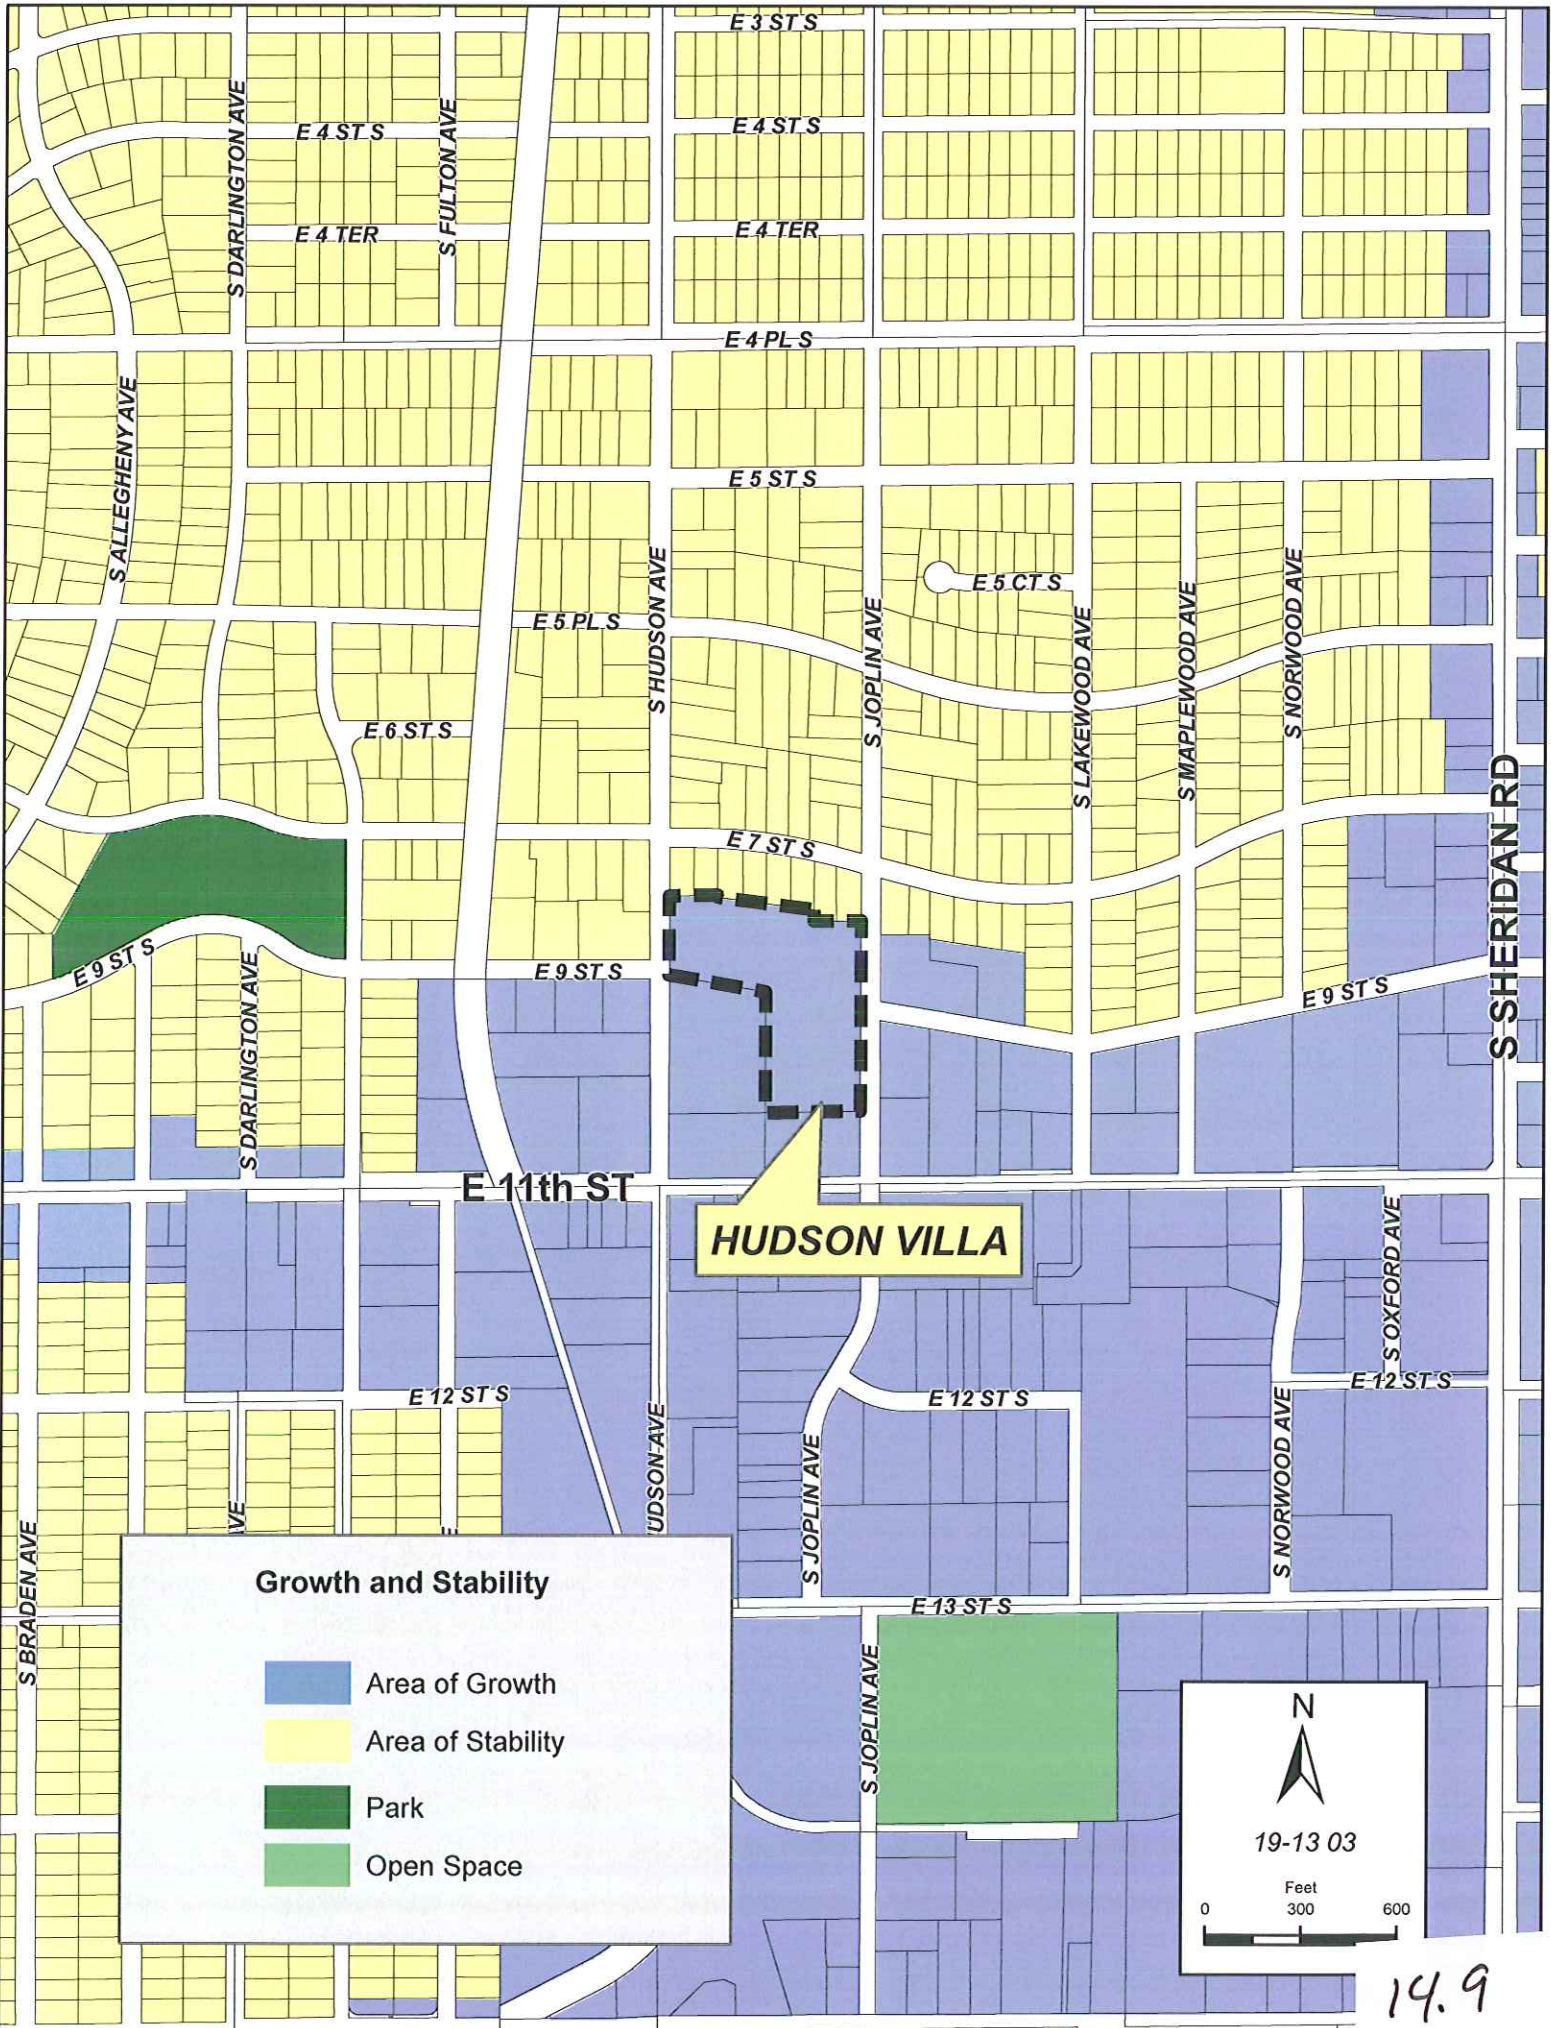 E 3 ST S
S DARLINGTON AVE
S FULTON AVE
E 4 ST S
E 4 ST S
E 4 TER
E 4 TER
E 4 PL S
S ALLEGHENY AVE
E 5 ST S
S HUDSON AVE
E 5 CT S
E 5 PL S
S JOPLIN AVE
S LAKEWOOD AVE
S MAPLEWOOD AVE
S NORWOOD AVE
E 6 ST S
S SHERIDAN RD
E 7 ST S
E 9 ST S
S DARLINGTON AVE
E 9 ST S
E 9 ST S
E 11th ST
HUDSON VILLA
S OXFORD AVE
E 12 ST S
E 12 ST S
E 12 ST S
UDSON AVE
S JOPLIN AVE
S NORWOOD AVE
S BRADEN AVE
VE
E
E 13 ST S
S JOPLIN AVE
Growth and Stability
Area of Growth
Area of Stability
Park
Open Space
N
19-13 03
Feet
0 300 600
14.9